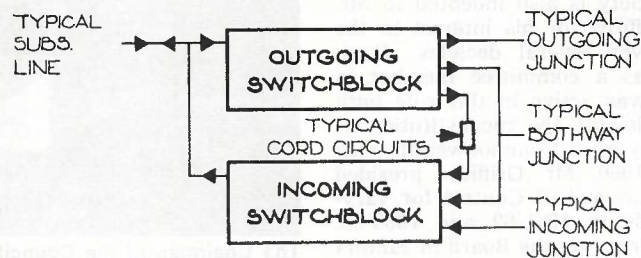 TYPICAL
SUBS.
LINE
OUTGOING
SWITCHBLOCK
TYPICAL
OUTGOING
JUNCTION
TYPICAL
CORD CIRCUITS
TYPICAL
BOTHWAY
JUNCTION
INCOMING
SWITCHBLOCK
TYPICAL
INCOMING
JUNCTION